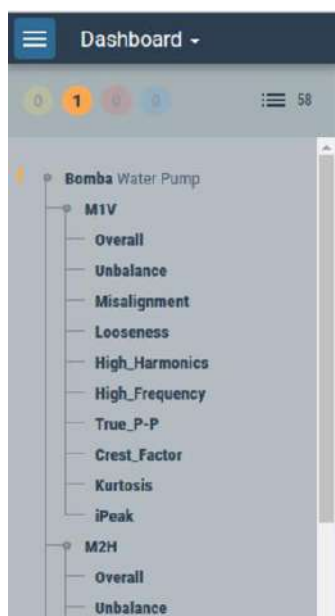 Dashboard
0 1 0 0 58
Bomba Water Pump
M1V
Overall
Unbalance
Misalignment
Looseness
High_Harmonics
High_Frequency
True_P-P
Crest_Factor
Kurtosis
iPeak
M2H
Overall
Unbalance